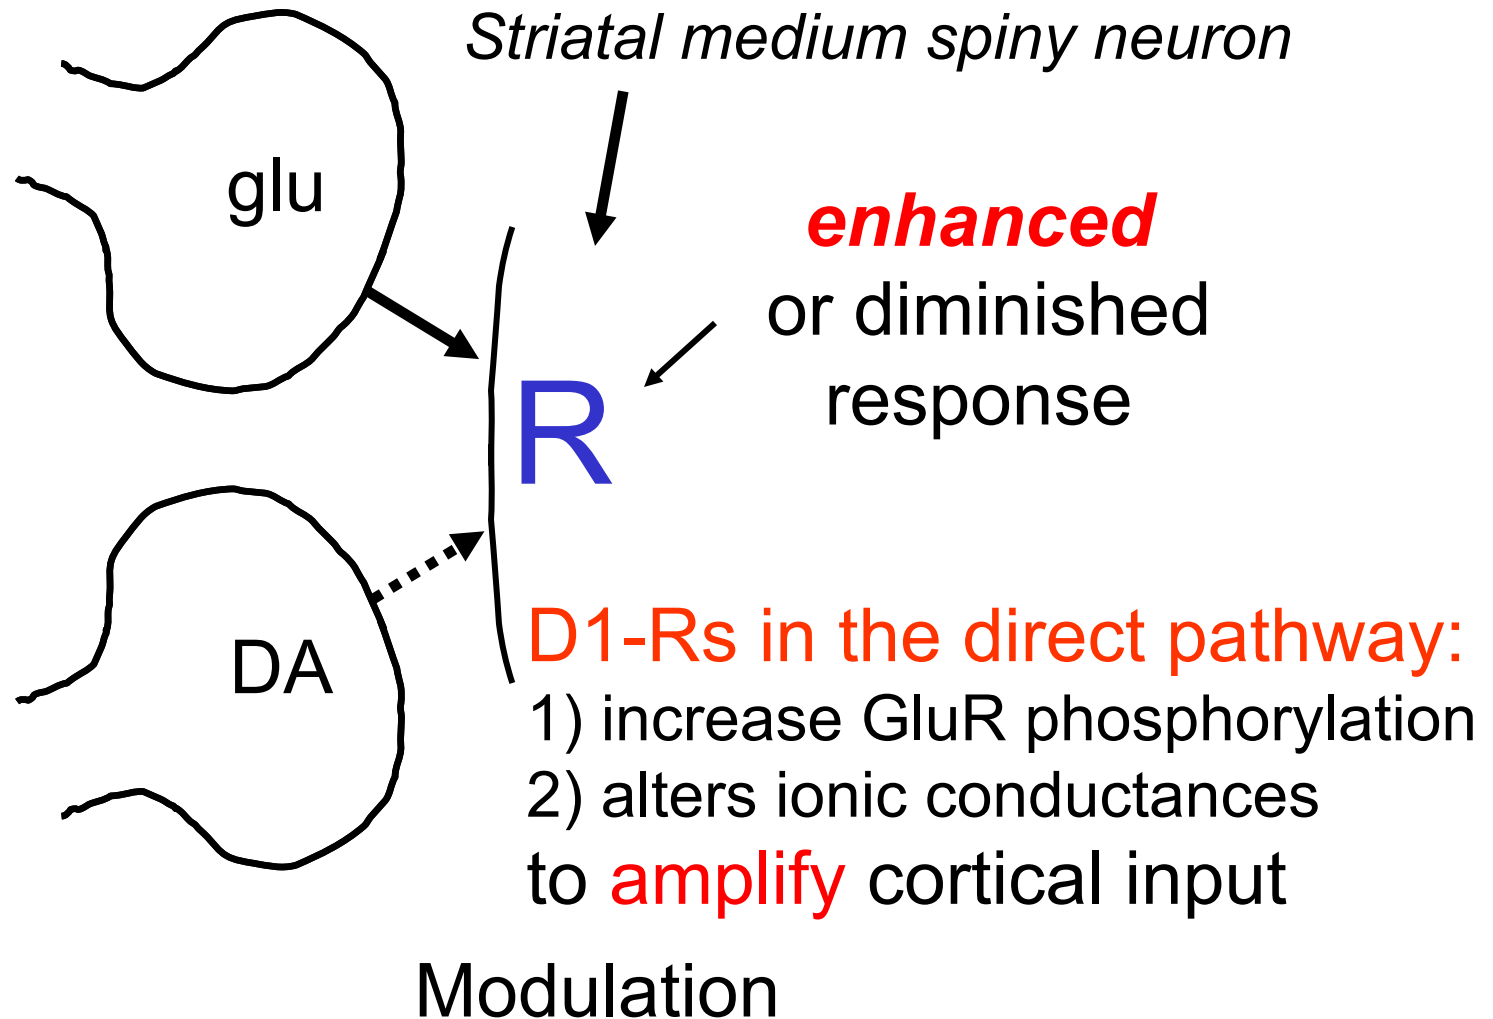 Striatal medium spiny neuron
glu
enhanced
or diminished
response
R
DA
D1-Rs in the direct pathway:
1) increase GluR phosphorylation
2) alters ionic conductances
to amplify cortical input
Modulation